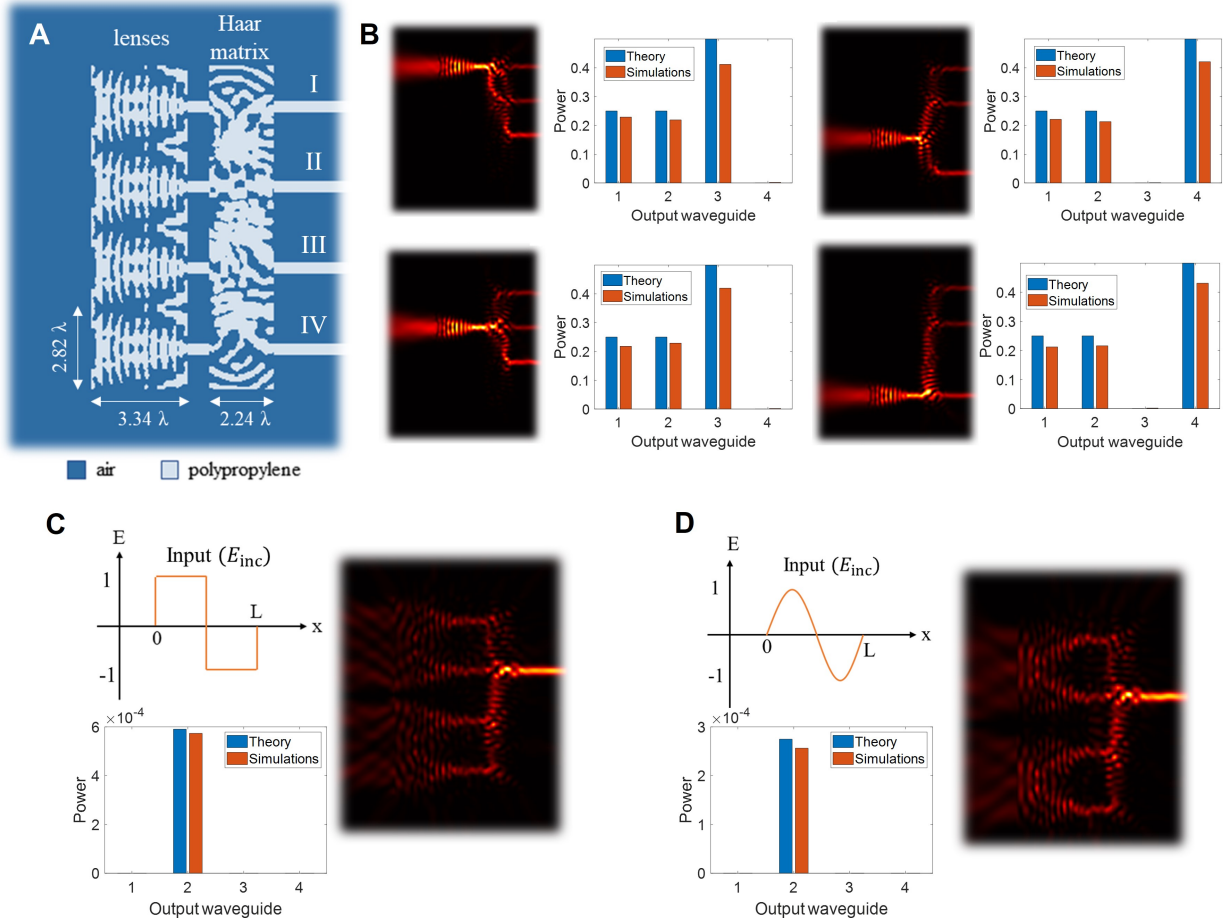 A
lenses
Haar
matrix
I
II
III
IV
2.82 λ
3.34 λ
2.24 λ
air
polypropylene
B
Power
0.4
0.3
0.2
0.1
0
Theory
Simulations
1 2 3 4
Output waveguide
Power
0.4
0.3
0.2
0.1
0
Theory
Simulations
1 2 3 4
Output waveguide
Power
0.4
0.3
0.2
0.1
0
Theory
Simulations
1 2 3 4
Output waveguide
Power
0.4
0.3
0.2
0.1
0
Theory
Simulations
1 2 3 4
Output waveguide
C
E
Input (E_inc)
1
L
x
0
-1
×10⁻⁴
Power
6
4
2
0
Theory
Simulations
1 2 3 4
Output waveguide
D
E
Input (E_inc)
1
x
0
L
-1
×10⁻⁴
Power
3
2
1
0
Theory
Simulations
1 2 3 4
Output waveguide